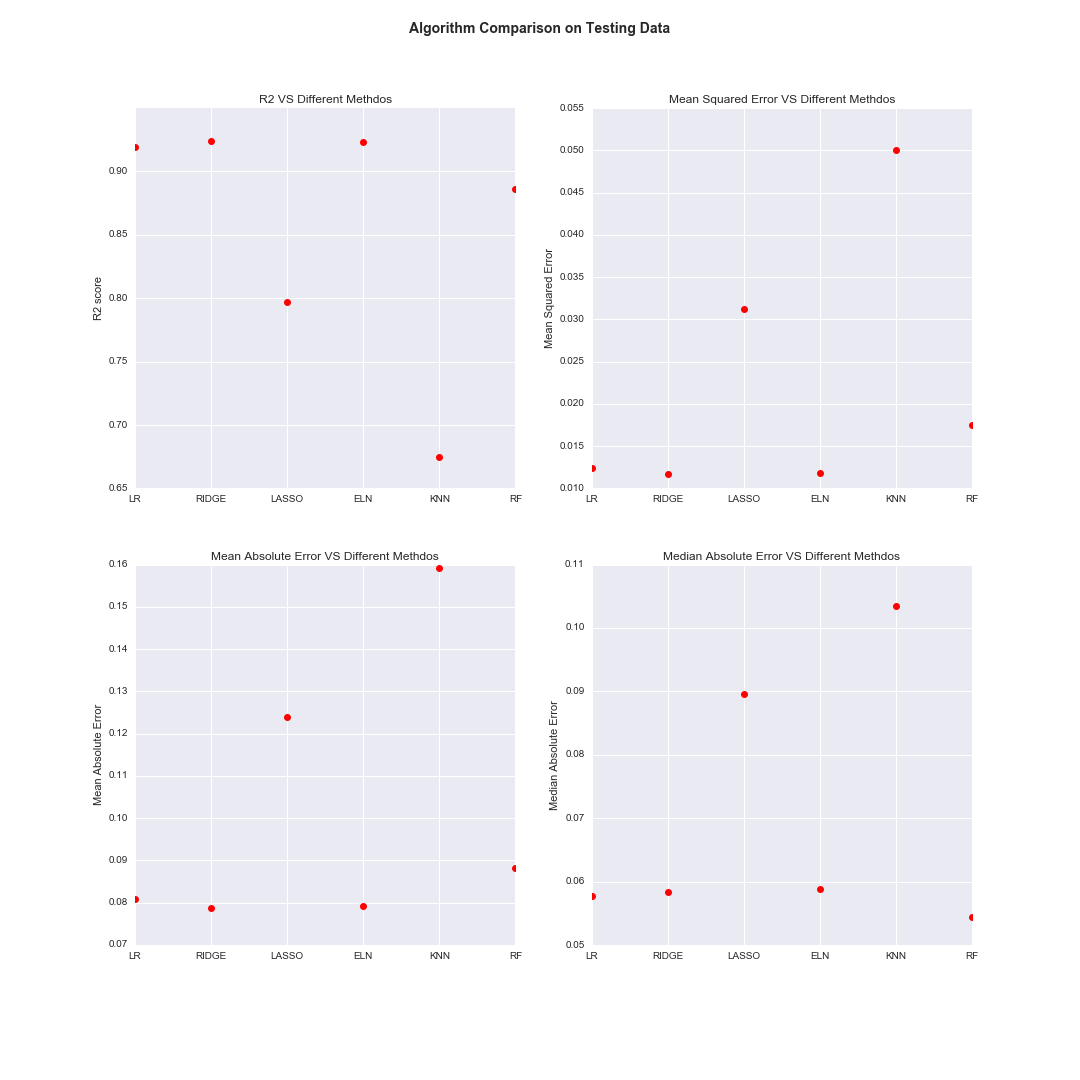 Algorithm Comparison on Testing Data
R2 VS Different Methdos
R2 score
0.90
0.85
0.80
0.75
0.70
0.65
LR RIDGE LASSO ELN KNN RF
Mean Squared Error VS Different Methdos
Mean Squared Error
0.055
0.050
0.045
0.040
0.035
0.030
0.025
0.020
0.015
0.010
LR RIDGE LASSO ELN KNN RF
Mean Absolute Error VS Different Methdos
Mean Absolute Error
0.16
0.15
0.14
0.13
0.12
0.11
0.10
0.09
0.08
0.07
LR RIDGE LASSO ELN KNN RF
Median Absolute Error VS Different Methdos
Median Absolute Error
0.11
0.10
0.09
0.08
0.07
0.06
0.05
LR RIDGE LASSO ELN KNN RF